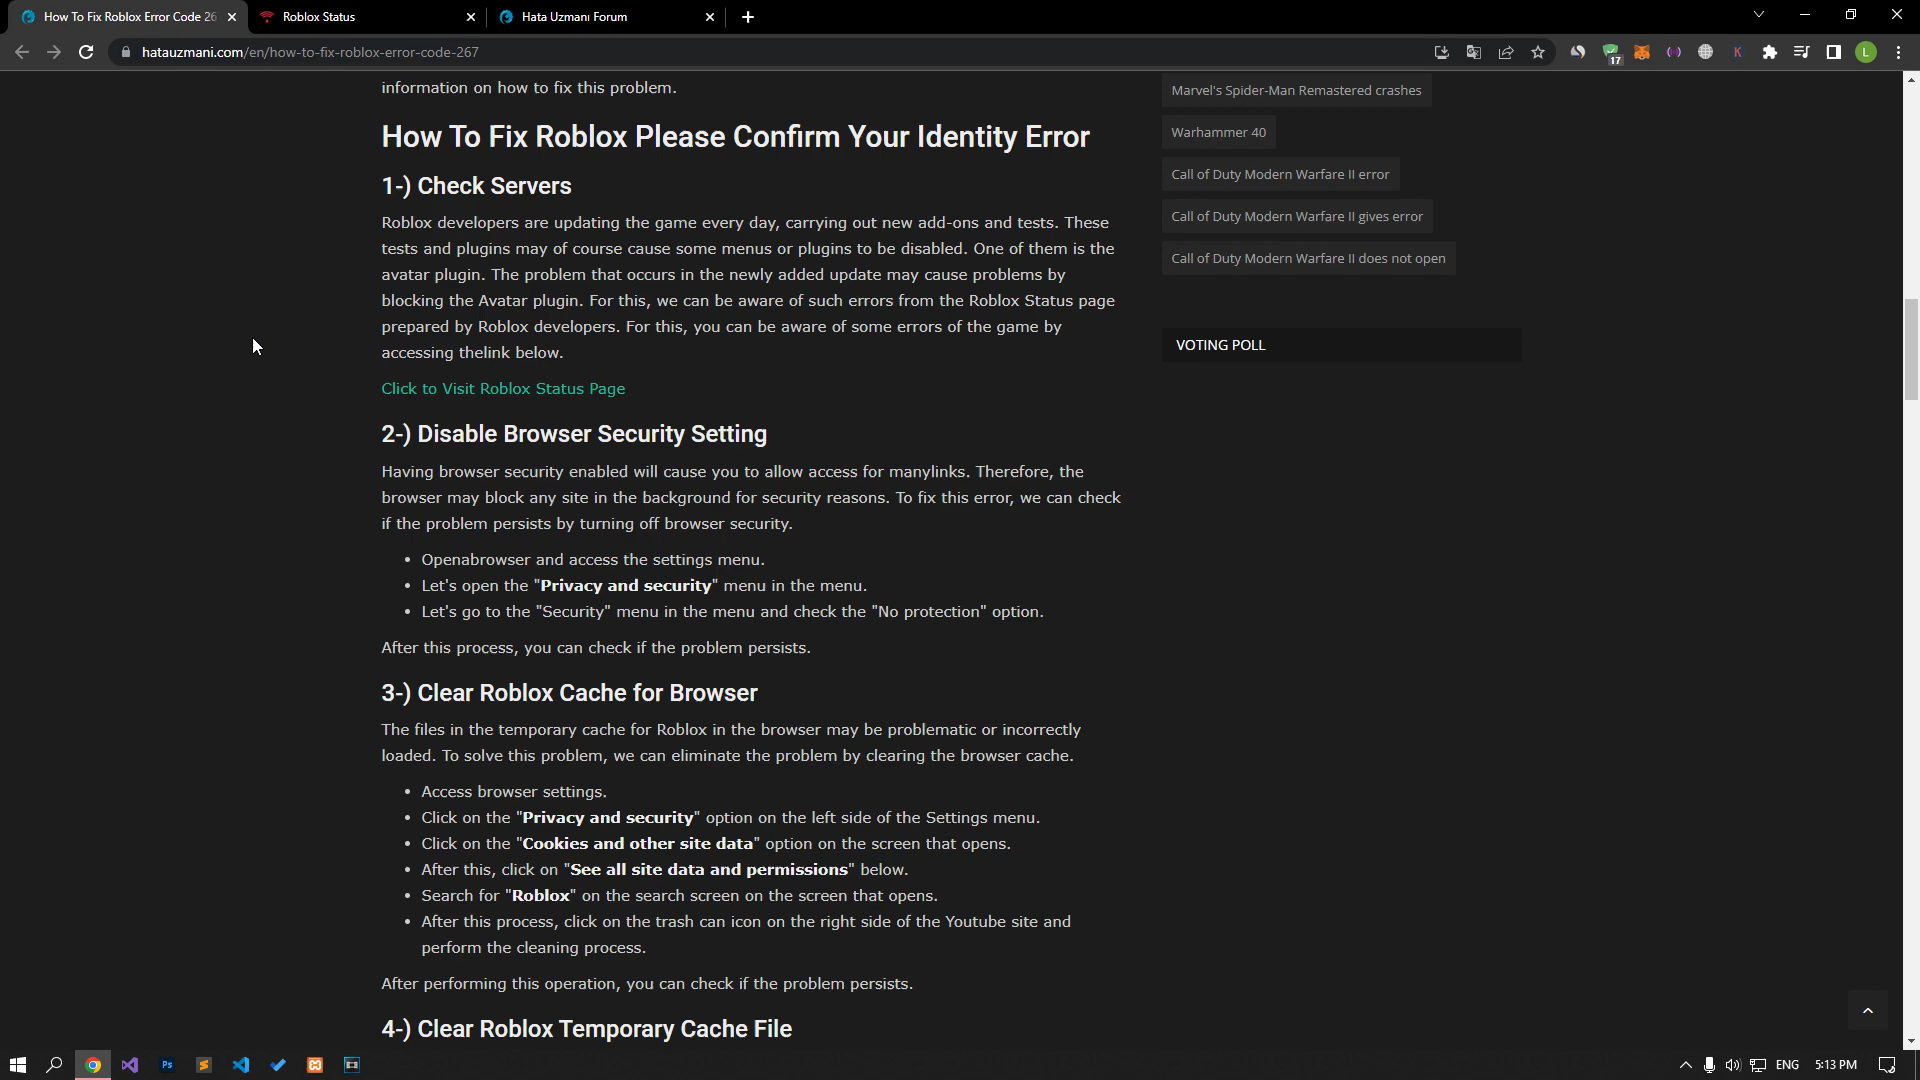 How To Fix Roblox Error Code 26
Roblox Status
Hata Uzmanı Forum
hatauzmani.com/en/how-to-fix-roblox-error-code-267
17
K
L
information on how to fix this problem.
How To Fix Roblox Please Confirm Your Identity Error
1-) Check Servers
Roblox developers are updating the game every day, carrying out new add-ons and tests. These
tests and plugins may of course cause some menus or plugins to be disabled. One of them is the
avatar plugin. The problem that occurs in the newly added update may cause problems by
blocking the Avatar plugin. For this, we can be aware of such errors from the Roblox Status page
prepared by Roblox developers. For this, you can be aware of some errors of the game by
accessing thelink below.
Click to Visit Roblox Status Page
2-) Disable Browser Security Setting
Having browser security enabled will cause you to allow access for manylinks. Therefore, the
browser may block any site in the background for security reasons. To fix this error, we can check
if the problem persists by turning off browser security.
• Openabrowser and access the settings menu.
• Let's open the "Privacy and security" menu in the menu.
• Let's go to the "Security" menu in the menu and check the "No protection" option.
After this process, you can check if the problem persists.
3-) Clear Roblox Cache for Browser
The files in the temporary cache for Roblox in the browser may be problematic or incorrectly
loaded. To solve this problem, we can eliminate the problem by clearing the browser cache.
• Access browser settings.
• Click on the "Privacy and security" option on the left side of the Settings menu.
• Click on the "Cookies and other site data" option on the screen that opens.
• After this, click on "See all site data and permissions" below.
• Search for "Roblox" on the search screen on the screen that opens.
• After this process, click on the trash can icon on the right side of the Youtube site and
perform the cleaning process.
After performing this operation, you can check if the problem persists.
4-) Clear Roblox Temporary Cache File
Marvel's Spider-Man Remastered crashes
Warhammer 40
Call of Duty Modern Warfare II error
Call of Duty Modern Warfare II gives error
Call of Duty Modern Warfare II does not open
VOTING POLL
Ps
ENG
5:13 PM